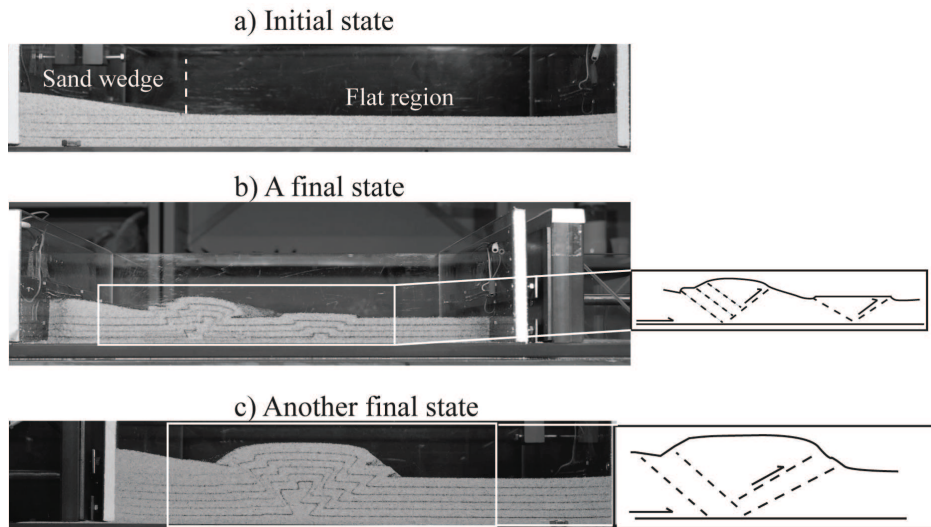 a) Initial state
Sand wedge
Flat region
b) A final state
c) Another final state